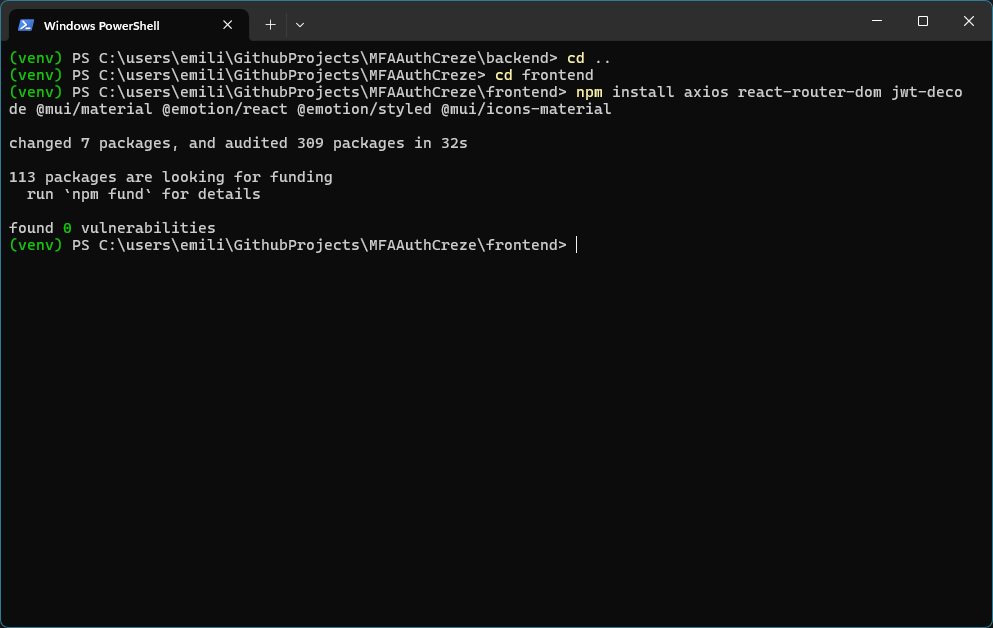 Windows PowerShell
(venv) PS C:\users\emili\GithubProjects\MFAAuthCreze\backend> cd ..
(venv) PS C:\users\emili\GithubProjects\MFAAuthCreze> cd frontend
(venv) PS C:\users\emili\GithubProjects\MFAAuthCreze\frontend> npm install axios react-router-dom jwt-deco
de @mui/material @emotion/react @emotion/styled @mui/icons-material
changed 7 packages, and audited 309 packages in 32s
113 packages are looking for funding
  run `npm fund` for details
found 0 vulnerabilities
(venv) PS C:\users\emili\GithubProjects\MFAAuthCreze\frontend>